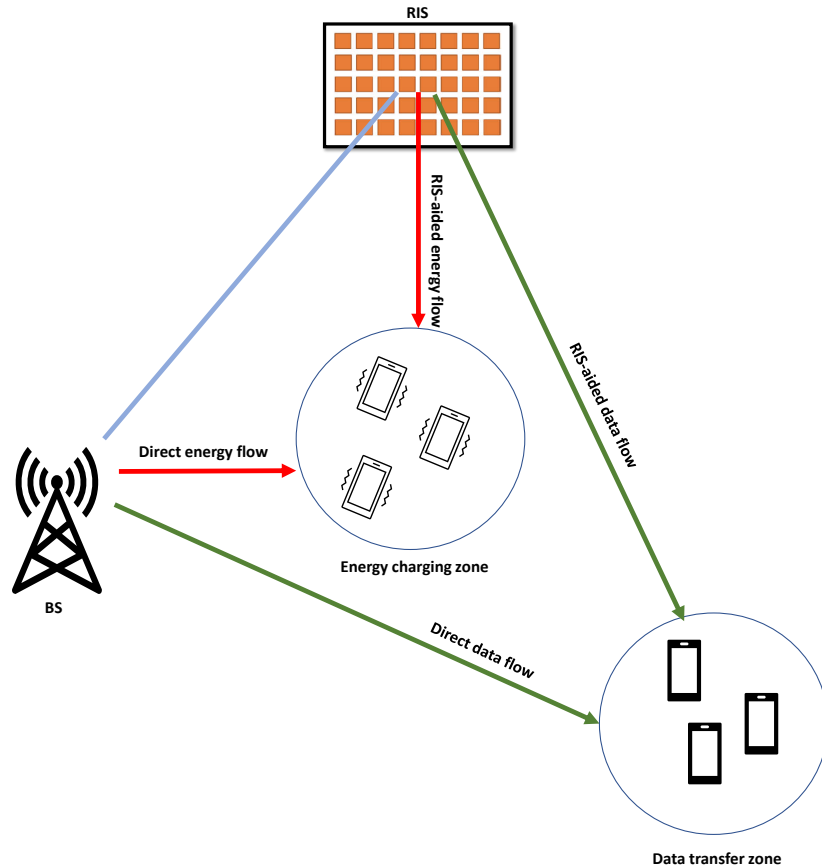 RIS
RIS-aided energy flow
RIS-aided data flow
Direct energy flow
Energy charging zone
BS
Direct data flow
Data transfer zone